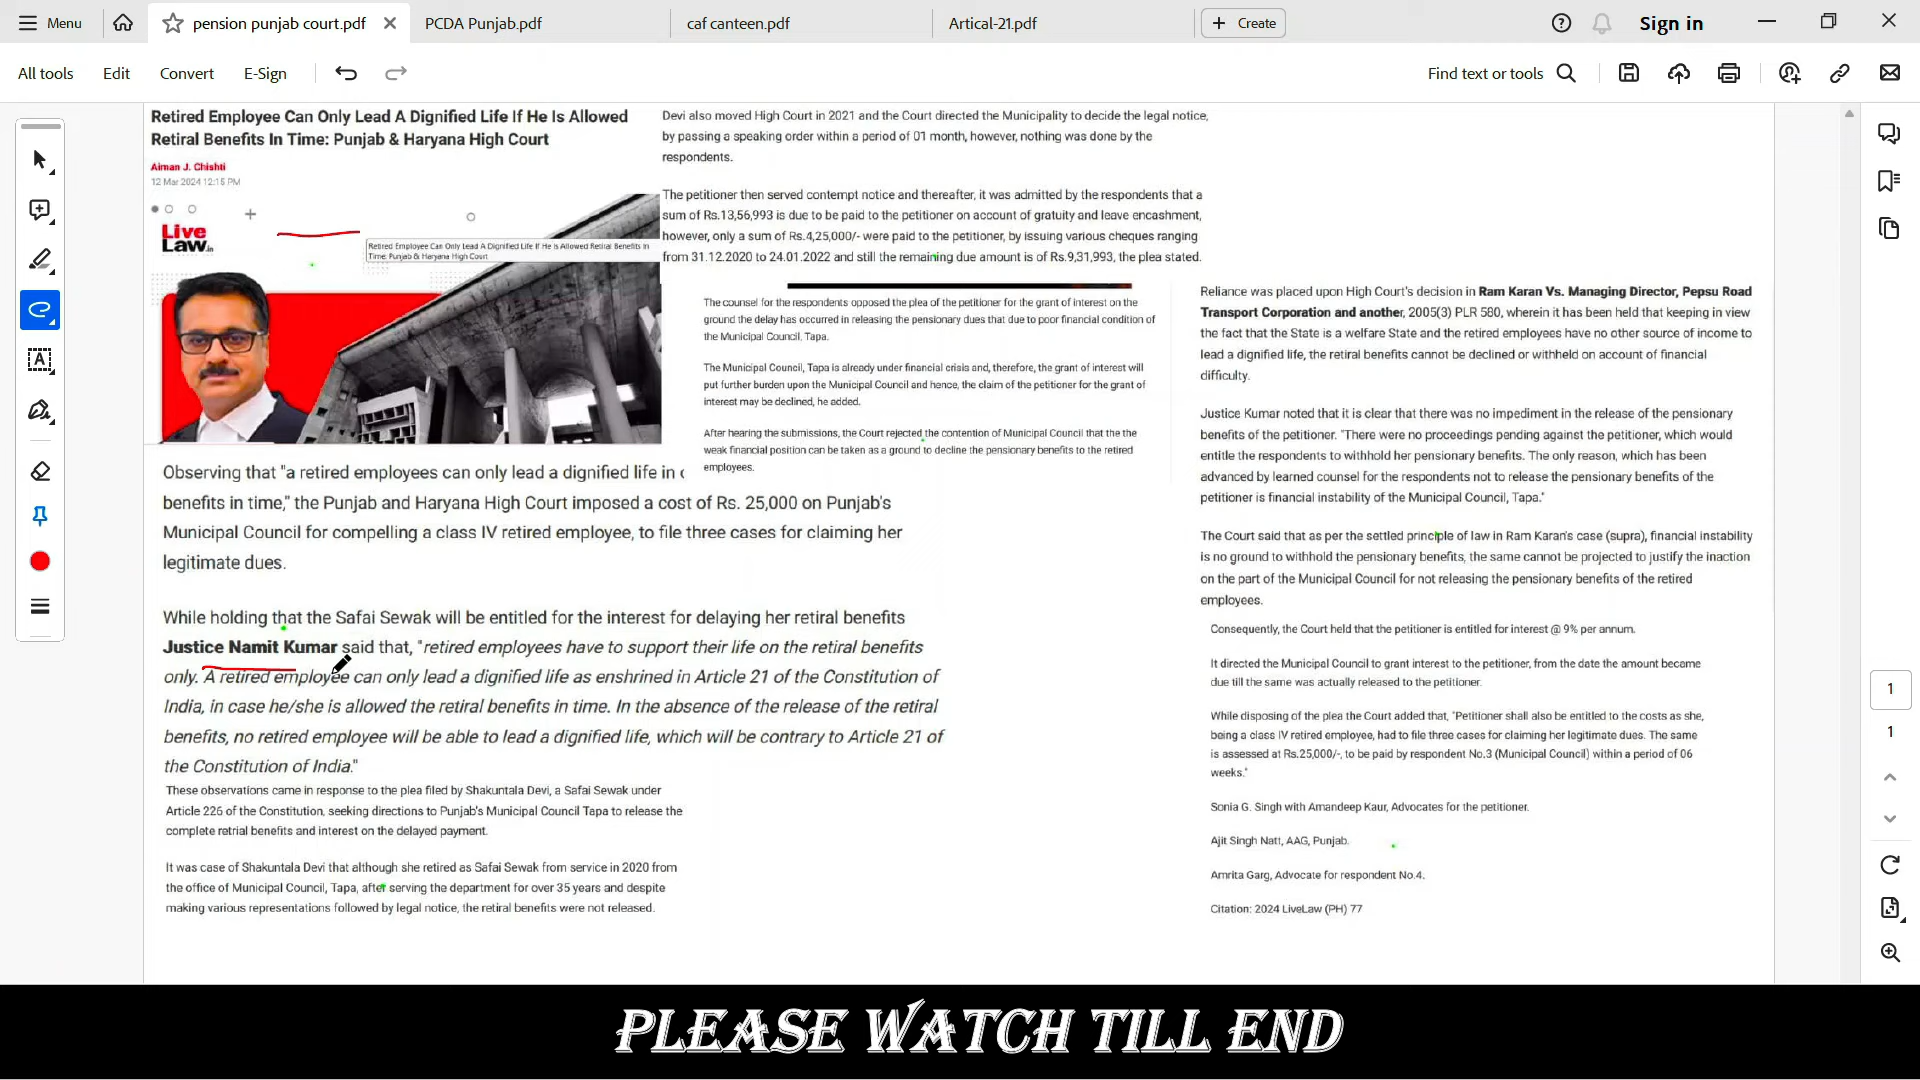 Menu
pension punjab court.pdf
PCDA Punjab.pdf
caf canteen.pdf
Artical-21.pdf
Create
Sign in
All tools
Edit
Convert
E-Sign
Find text or tools
Retired Employee Can Only Lead A Dignified Life If He Is Allowed
Retiral Benefits In Time: Punjab & Haryana High Court
Aiman J. Chishti
12 Mar 2024 12:15 PM
Live
Law.in
Retired Employee Can Only Lead A Dignified Life If He Is Allowed Retiral Benefits In
Time: Punjab & Haryana High Court
Observing that "a retired employees can only lead a dignified life in c
benefits in time," the Punjab and Haryana High Court imposed a cost of Rs. 25,000 on Punjab's
Municipal Council for compelling a class IV retired employee, to file three cases for claiming her
legitimate dues.
While holding that the Safai Sewak will be entitled for the interest for delaying her retiral benefits
Justice Namit Kumar said that, "retired employees have to support their life on the retiral benefits
only. A retired employee can only lead a dignified life as enshrined in Article 21 of the Constitution of
India, in case he/she is allowed the retiral benefits in time. In the absence of the release of the retiral
benefits, no retired employee will be able to lead a dignified life, which will be contrary to Article 21 of
the Constitution of India."
These observations came in response to the plea filed by Shakuntala Devi, a Safai Sewak under
Article 226 of the Constitution, seeking directions to Punjab's Municipal Council Tapa to release the
complete retrial benefits and interest on the delayed payment.
It was case of Shakuntala Devi that although she retired as Safai Sewak from service in 2020 from
the office of Municipal Council, Tapa, after serving the department for over 35 years and despite
making various representations followed by legal notice, the retiral benefits were not released.
Devi also moved High Court in 2021 and the Court directed the Municipality to decide the legal notice,
by passing a speaking order within a period of 01 month, however, nothing was done by the
respondents.
The petitioner then served contempt notice and thereafter, it was admitted by the respondents that a
sum of Rs.13,56,993 is due to be paid to the petitioner on account of gratuity and leave encashment,
however, only a sum of Rs.4,25,000/- were paid to the petitioner, by issuing various cheques ranging
from 31.12.2020 to 24.01.2022 and still the remaining due amount is of Rs.9,31,993, the plea stated.
The counsel for the respondents opposed the plea of the petitioner for the grant of interest on the
ground the delay has occurred in releasing the pensionary dues that due to poor financial condition of
the Municipal Council, Tapa.
The Municipal Council, Tapa is already under financial crisis and, therefore, the grant of interest will
put further burden upon the Municipal Council and hence, the claim of the petitioner for the grant of
interest may be declined, he added.
After hearing the submissions, the Court rejected the contention of Municipal Council that the the
weak financial position can be taken as a ground to decline the pensionary benefits to the retired
employees.
Reliance was placed upon High Court's decision in Ram Karan Vs. Managing Director, Pepsu Road
Transport Corporation and another, 2005(3) PLR 580, wherein it has been held that keeping in view
the fact that the State is a welfare State and the retired employees have no other source of income to
lead a dignified life, the retiral benefits cannot be declined or withheld on account of financial
difficulty.
Justice Kumar noted that it is clear that there was no impediment in the release of the pensionary
benefits of the petitioner. "There were no proceedings pending against the petitioner, which would
entitle the respondents to withhold her pensionary benefits. The only reason, which has been
advanced by learned counsel for the respondents not to release the pensionary benefits of the
petitioner is financial instability of the Municipal Council, Tapa."
The Court said that as per the settled principle of law in Ram Karan's case (supra), financial instability
is no ground to withhold the pensionary benefits, the same cannot be projected to justify the inaction
on the part of the Municipal Council for not releasing the pensionary benefits of the retired
employees.
Consequently, the Court held that the petitioner is entitled for interest @ 9% per annum.
It directed the Municipal Council to grant interest to the petitioner, from the date the amount became
due till the same was actually released to the petitioner.
While disposing of the plea the Court added that, "Petitioner shall also be entitled to the costs as she,
being a class IV retired employee, had to file three cases for claiming her legitimate dues. The same
is assessed at Rs.25,000/-, to be paid by respondent No.3 (Municipal Council) within a period of 06
weeks."
Sonia G. Singh with Amandeep Kaur, Advocates for the petitioner.
Ajit Singh Natt, AAG, Punjab.
Amrita Garg, Advocate for respondent No.4.
Citation: 2024 LiveLaw (PH) 77
1
1
PLEASE WATCH TILL END